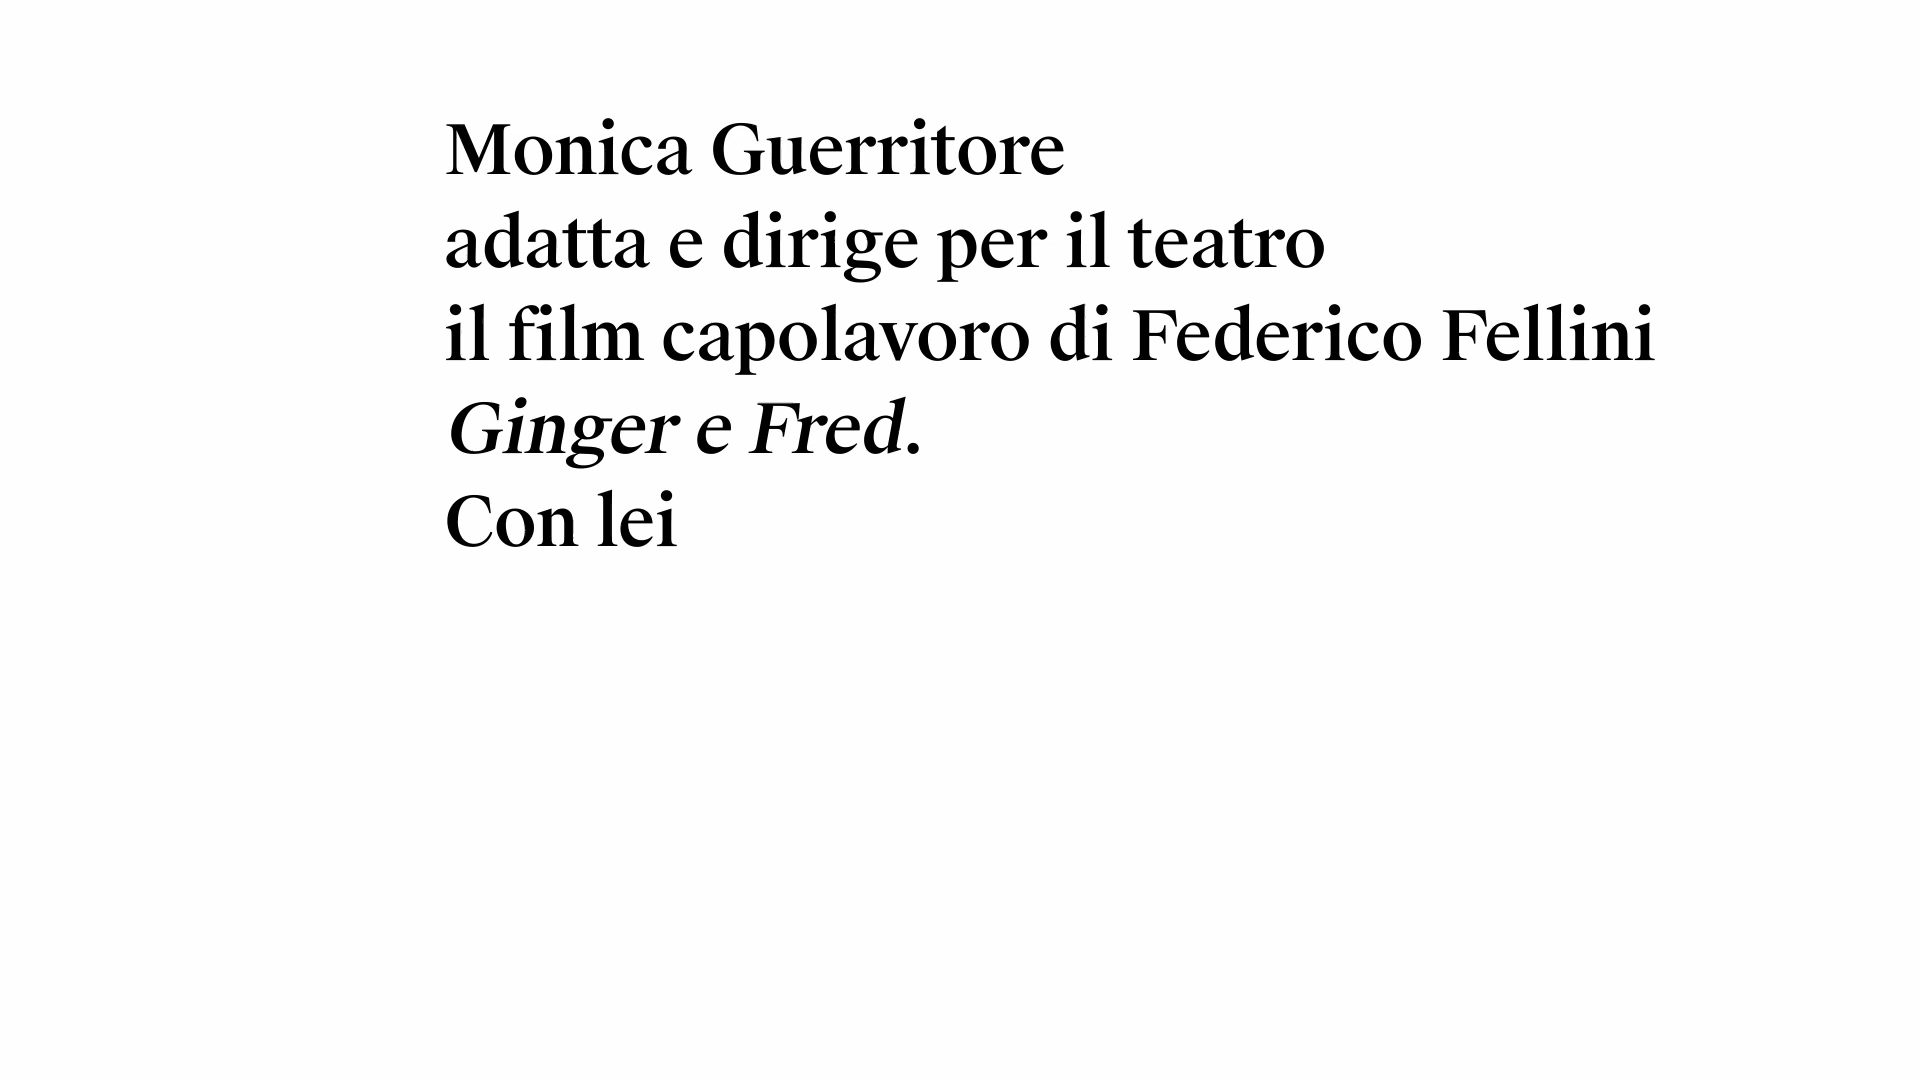 Monica Guerritore
adatta e dirige per il teatro
il film capolavoro di Federico Fellini
Ginger e Fred.
Con lei